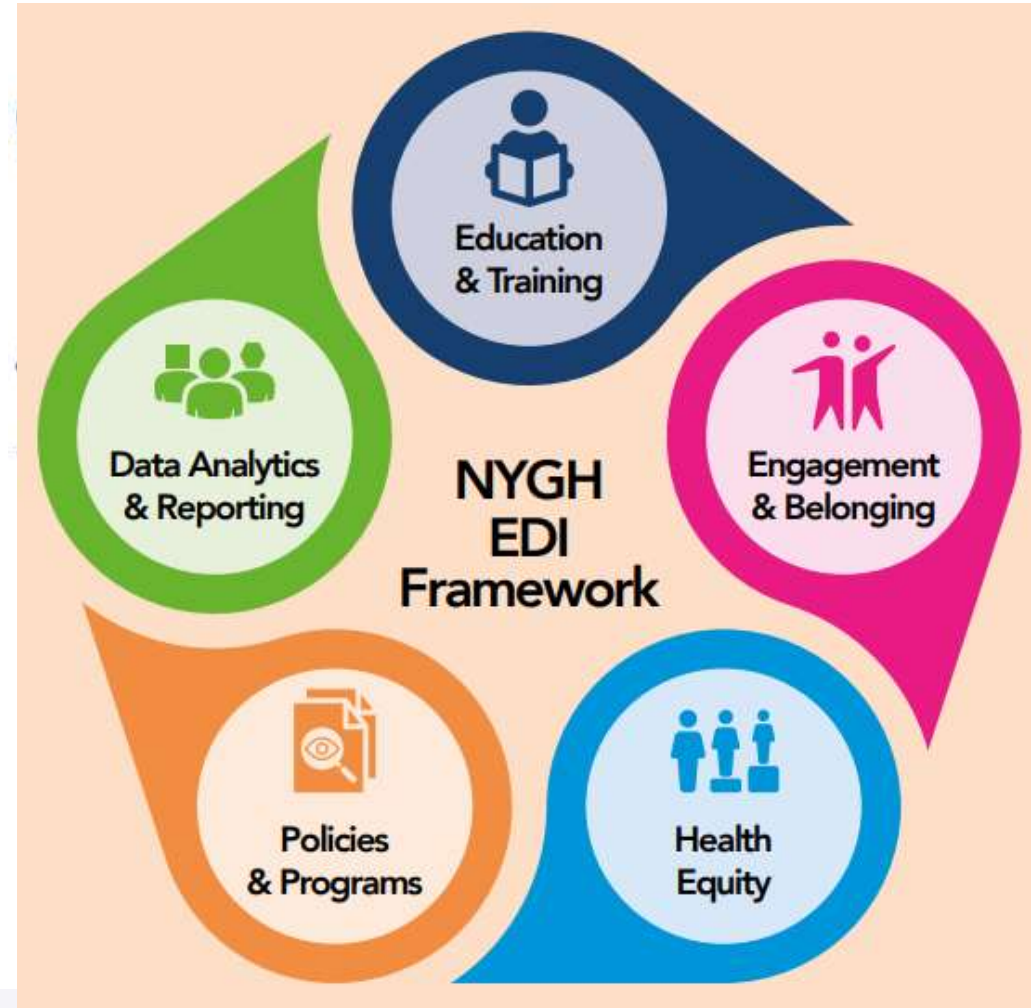 Education
& Training
Data Analytics
& Reporting
Engagement
& Belonging
NYGH
EDI
Framework
Policies
& Programs
Health
Equity